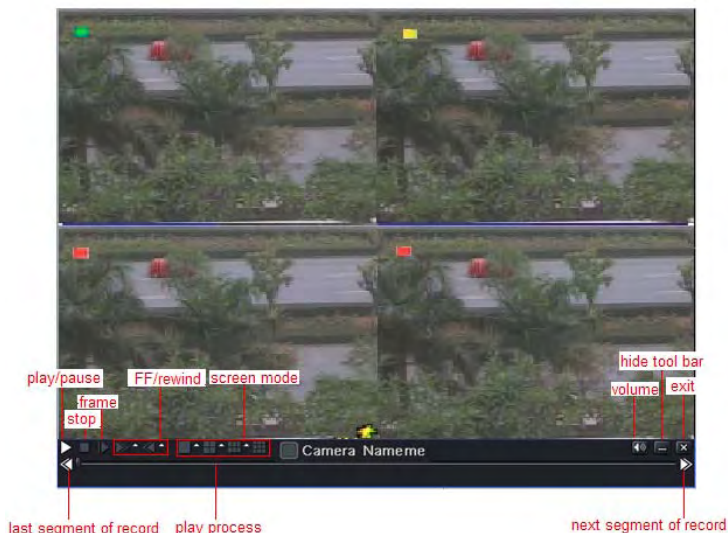 hide tool bar
play/pause
FF/rewind
screen mode
volume
exit
frame
stop
Camera Nameme
last segment of record
play process
next segment of record